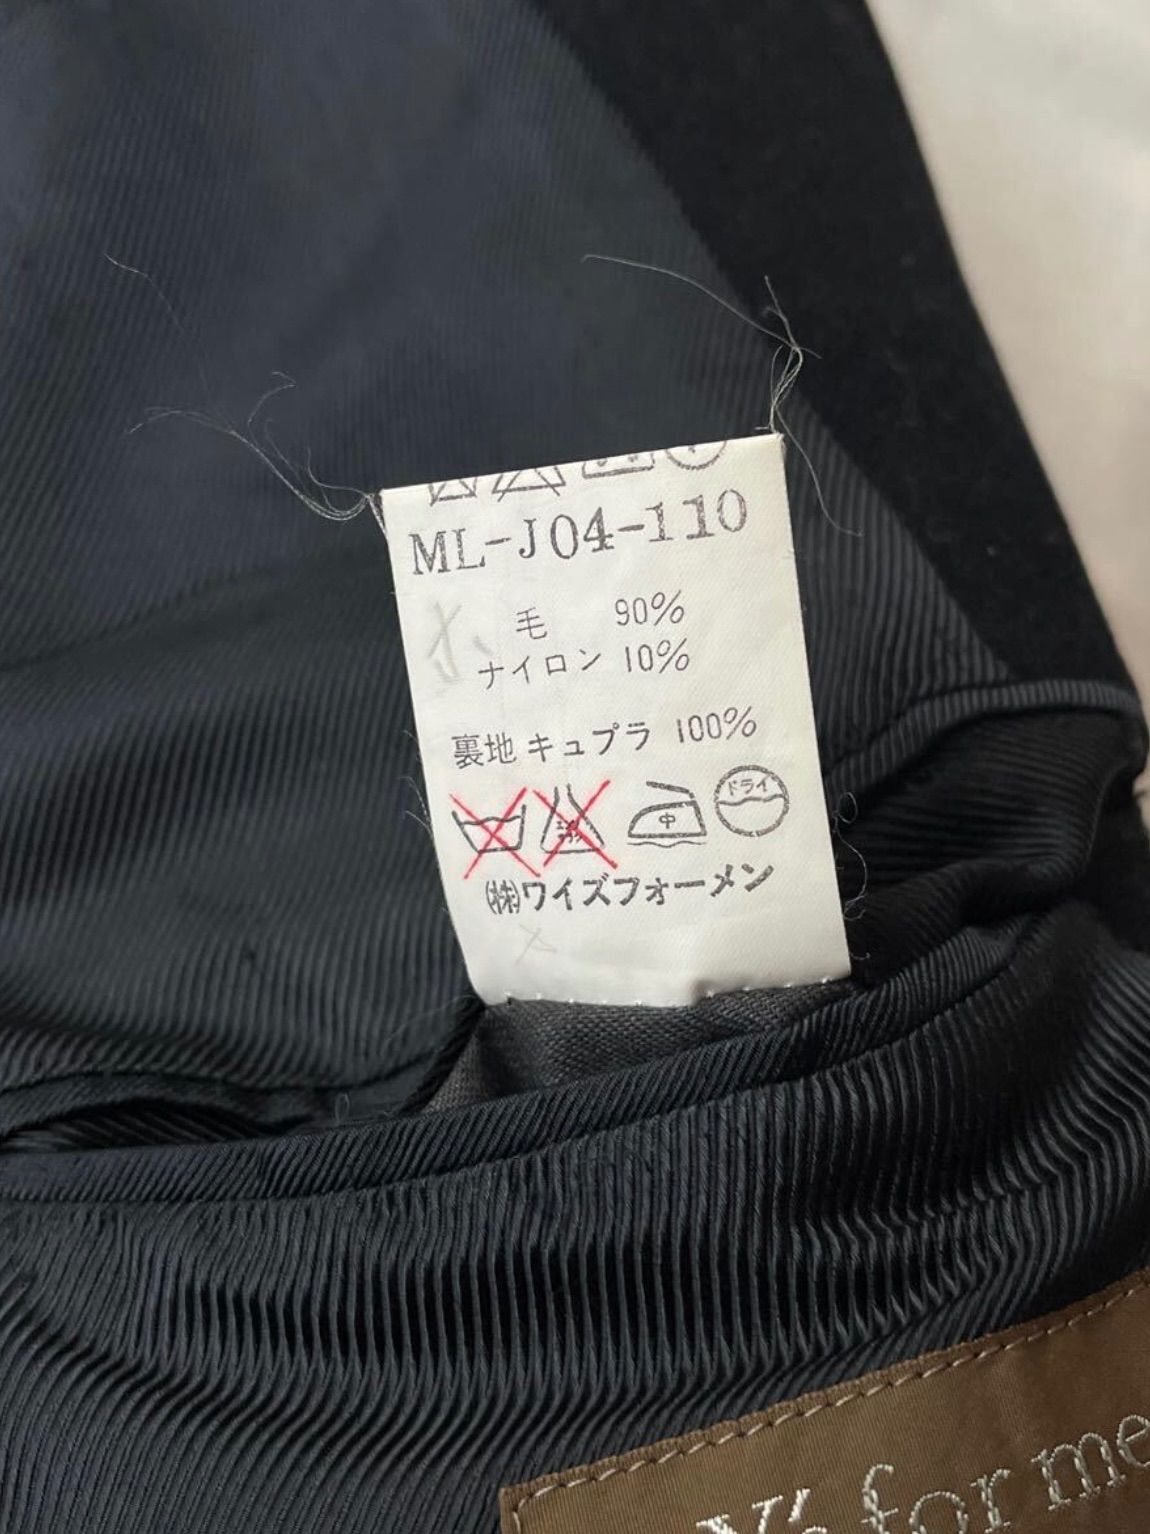 ML-J04-110
毛 90%
ナイロン 10%
裏地 キュプラ 100%
中 ドライ
㈱ワイズフォーメン
Y's for me